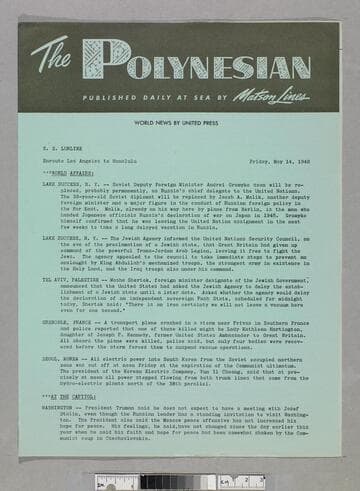 The POLYNESIAN
PUBLISHED DAILY AT SEA BY Matson Lines
WORLD NEWS BY UNITED PRESS
S. S. LURLINE
Enroute Los Angeles to Honolulu Friday, May 14, 1948
***WORLD AFFAIRS:
LAKE SUCCESS, N. Y. -- Soviet Deputy Foreign Minister Andrei Gromyko soon will be re-
placed, probably permanently, as Russia's chief delegate to the United Nations.
The 38-year-old Soviet diplomat will be replaced by Jacob A. Malik, another deputy
foreign minister and a major figure in the conduct of Russian foreign policy in
the Far East. Malik, already on his way here by plane from Berlin, is the man who
handed Japanese officials Russia's declaration of war on Japan in 1945. Gromyko
himself confirmed that he was leaving the United Nations assignment in the next
few weeks to take a long delayed vacation in Russia.
LAKE SUCCESS, N. Y. -- The Jewish Agency informed the United Nations Security Council, on
the eve of the proclamation of a Jewish state, that Great Britain had given up
command of the powerful Trans-Jordan Arab Legion, leaving it free to fight the
Jews. The agency appealed to the council to take immediate steps to prevent an
onslaught by King Abdullah's mechanized troops, the strongest army in existence in
the Holy Land, and the Iraq troops also under his command.
TEL AVIV, PALESTINE -- Moshe Shertok, foreign minister designate of the Jewish Government,
announced that the United States had asked the Jewish Agency to delay the estab-
lishment of a Jewish state until a later date. Asked whether the agency would delay
the declaration of an independent sovereign Jewish State, scheduled for midnight
today, Shertok said: "There is an iron certainty we will not leave a vacuum here
even for one second."
GRENOBLE, FRANCE -- A transport plane crashed in a storm near Privas in Southern France
and police reported that one of those killed might be Lady Kathleen Hartington,
daughter of Joseph P. Kennedy, former United States Ambassador to Great Britain.
All aboard the plane were killed, police said, but only four bodies were recov-
ered before the storm forced them to suspend rescue operations.
SEOUL, KOREA -- All electric power into South Korea from the Soviet occupied northern
zone was cut off at noon Friday at the expiration of the Communist ultimatum.
The president of the Korean Electric Company, Yun Il Choong, said that at pre-
cisely at noon all power stopped flowing from both trunk lines that come from the
hydro-electric plants north of the 38th parallel.
***AT THE CAPITOL:
WASHINGTON -- President Truman said he does not expect to have a meeting with Josef
Stalin, even though the Russian leader has a standing invitation to visit Washing-
ton. The President also said the Moscow peace offensive has not increased his
hope for peace. His feelings, he said, have not changed since the day earlier this
year when he said his faith and hope for peace had been somewhat shaken by the Com-
munist coup in Czechoslovakia.